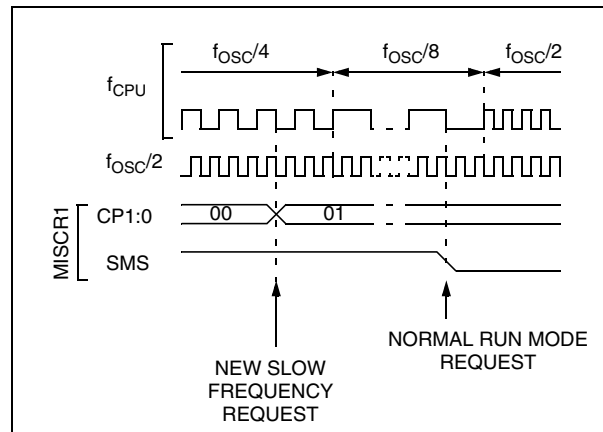 fOSC/4 fOSC/8 fOSC/2
fCPU
fOSC/2
MISCR1
CP1:0 00 01
SMS
NEW SLOW
FREQUENCY
REQUEST
NORMAL RUN MODE
REQUEST